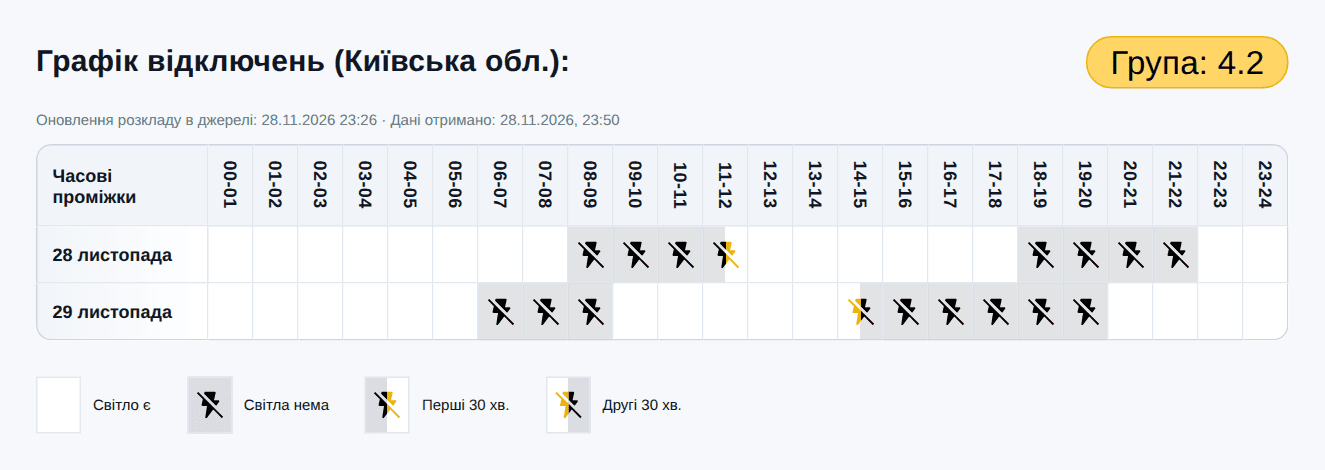 Графік відключень (Київська обл.):
Група: 4.2
Оновлення розкладу в джерелі: 28.11.2026 23:26 · Дані отримано: 28.11.2026, 23:50
Часові
проміжки
00-01
01-02
02-03
03-04
04-05
05-06
06-07
07-08
08-09
09-10
10-11
11-12
12-13
13-14
14-15
15-16
16-17
17-18
18-19
19-20
20-21
21-22
22-23
23-24
28 листопада
29 листопада
Світло є
Світла нема
Перші 30 хв.
Другі 30 хв.